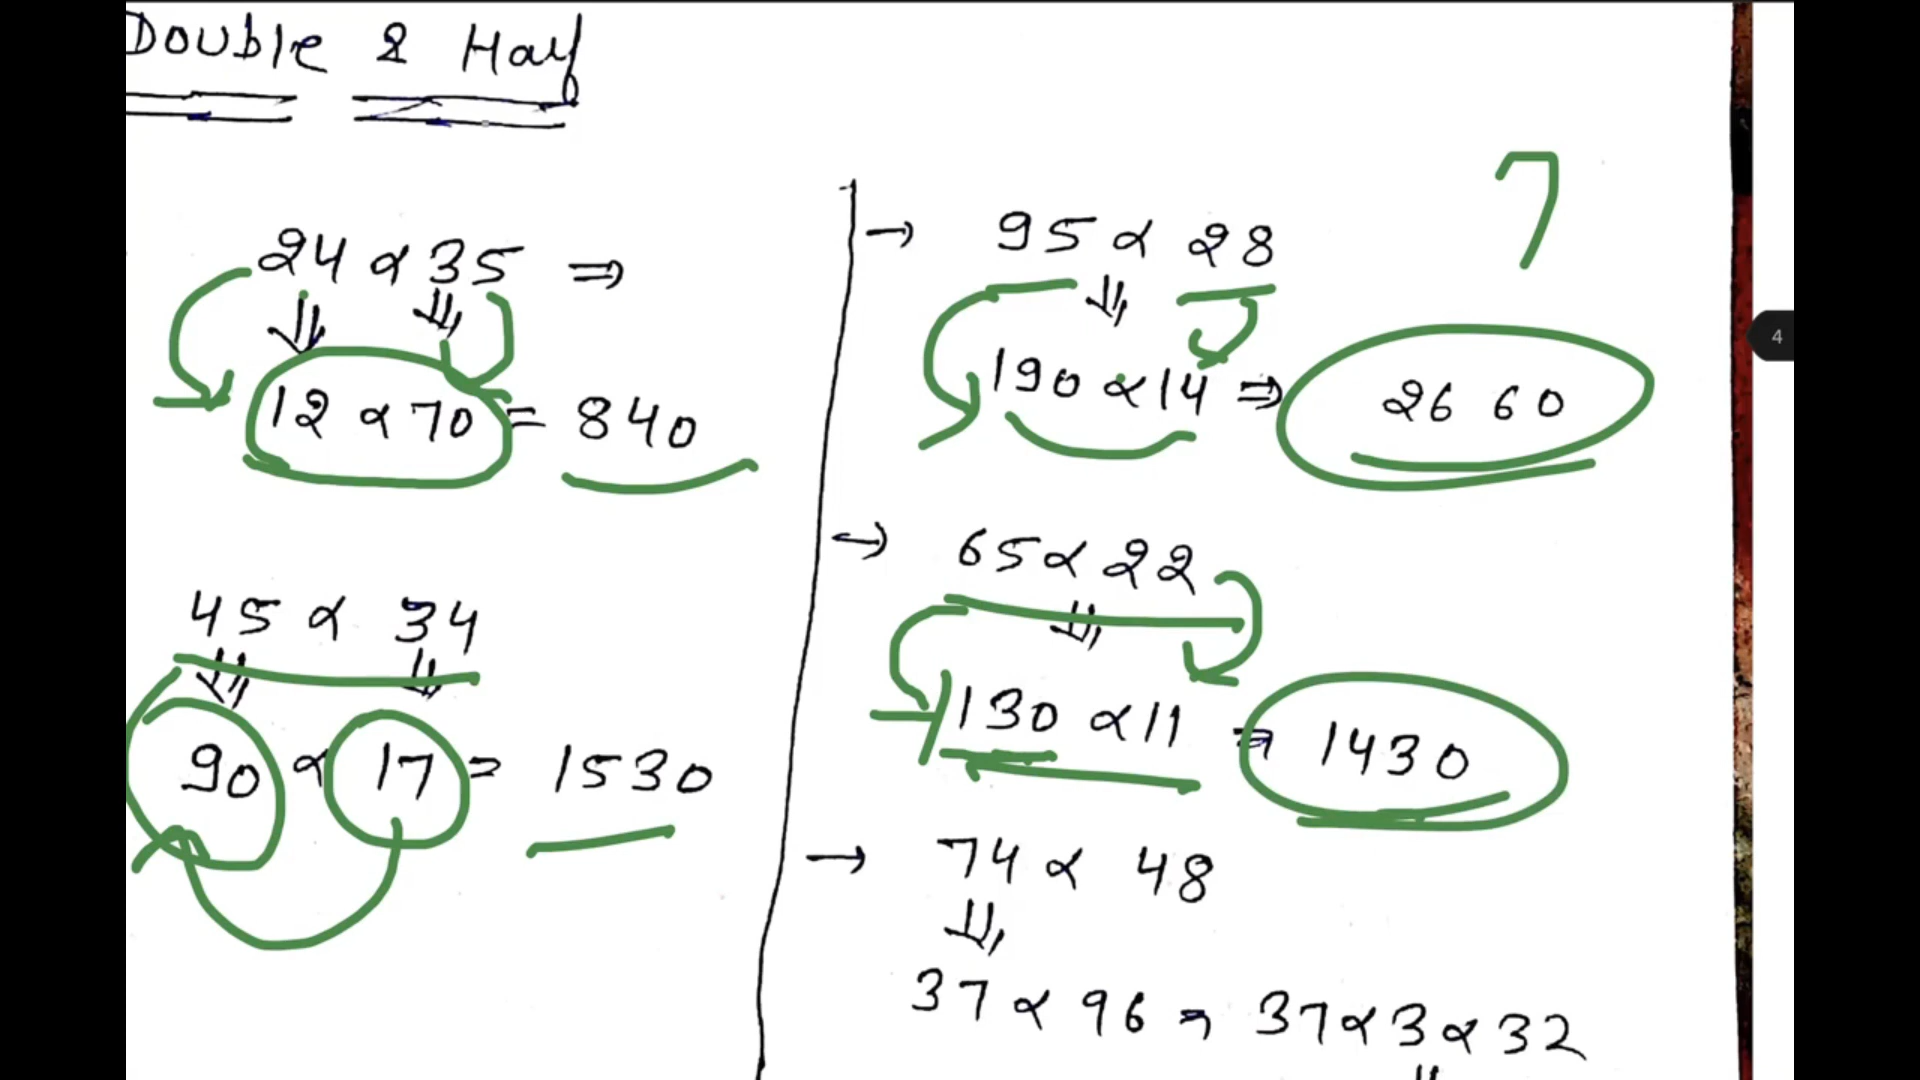 Double & Half
24 × 35 ⇒
12 × 70 = 840
45 × 34
90 × 17 = 1530
7
→ 95 × 28
190 × 14 ⇒ 2660
→ 65 × 22
130 × 11 = 1430
→ 74 × 48
37 × 96 = 37 × 3 × 32
4